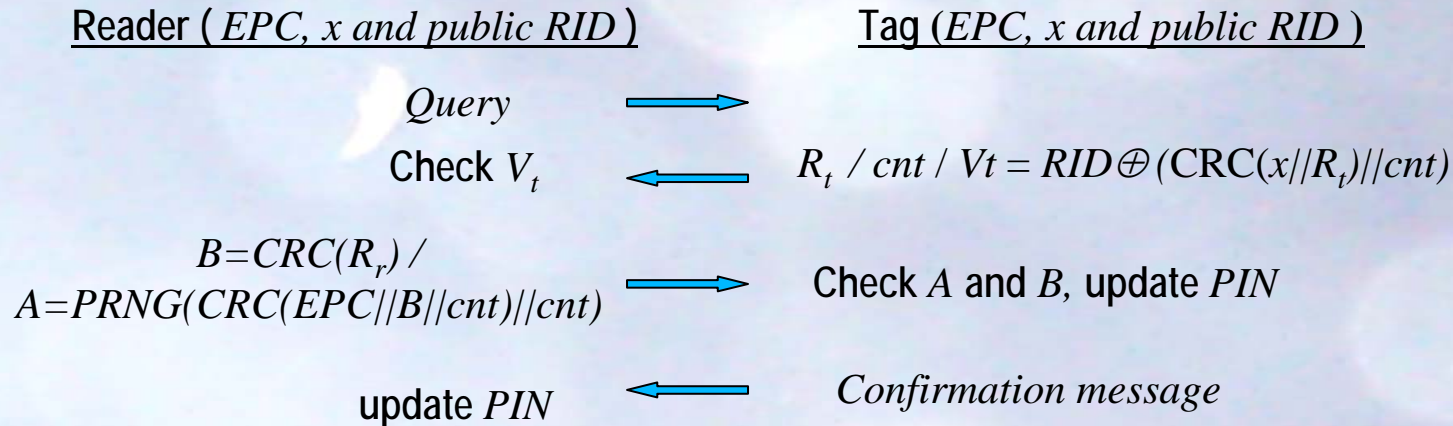 Reader ( EPC, x and public RID )
Tag (EPC, x and public RID )
Query
Check Vₜ
Rₜ / cnt / Vt = RID⊕(CRC(x//Rₜ)//cnt)
B=CRC(Rᵣ) /
A=PRNG(CRC(EPC//B//cnt)//cnt)
Check A and B, update PIN
update PIN
Confirmation message